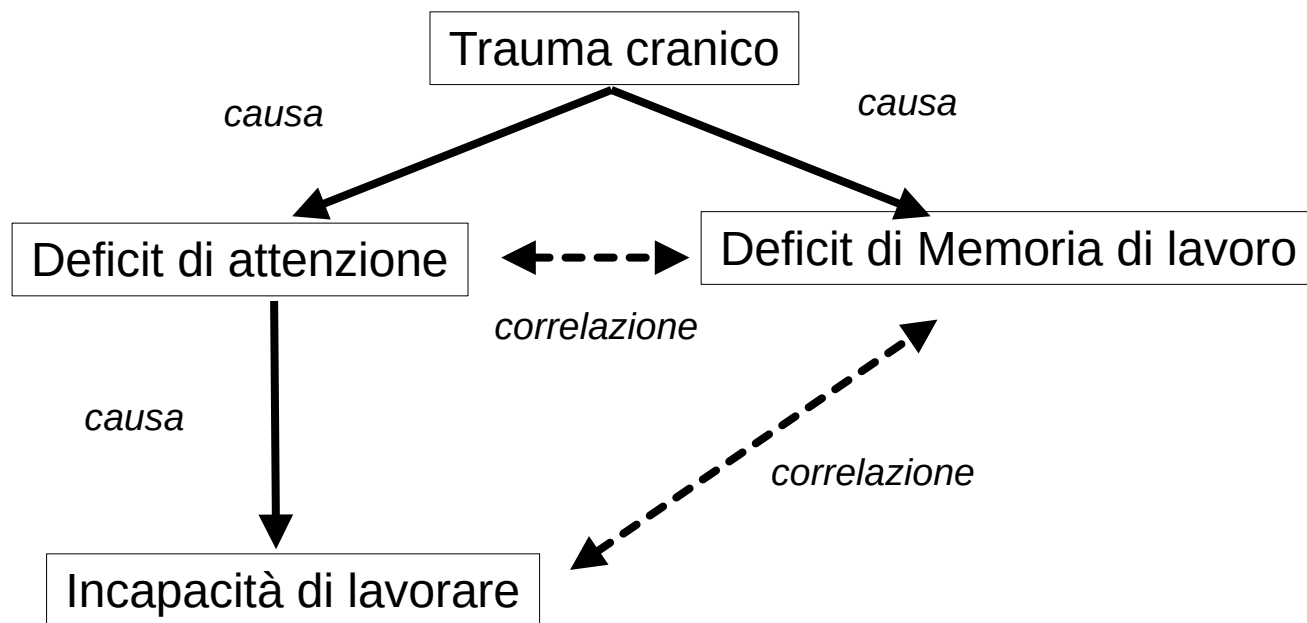 Trauma cranico
causa
causa
Deficit di attenzione
Deficit di Memoria di lavoro
correlazione
causa
correlazione
Incapacità di lavorare